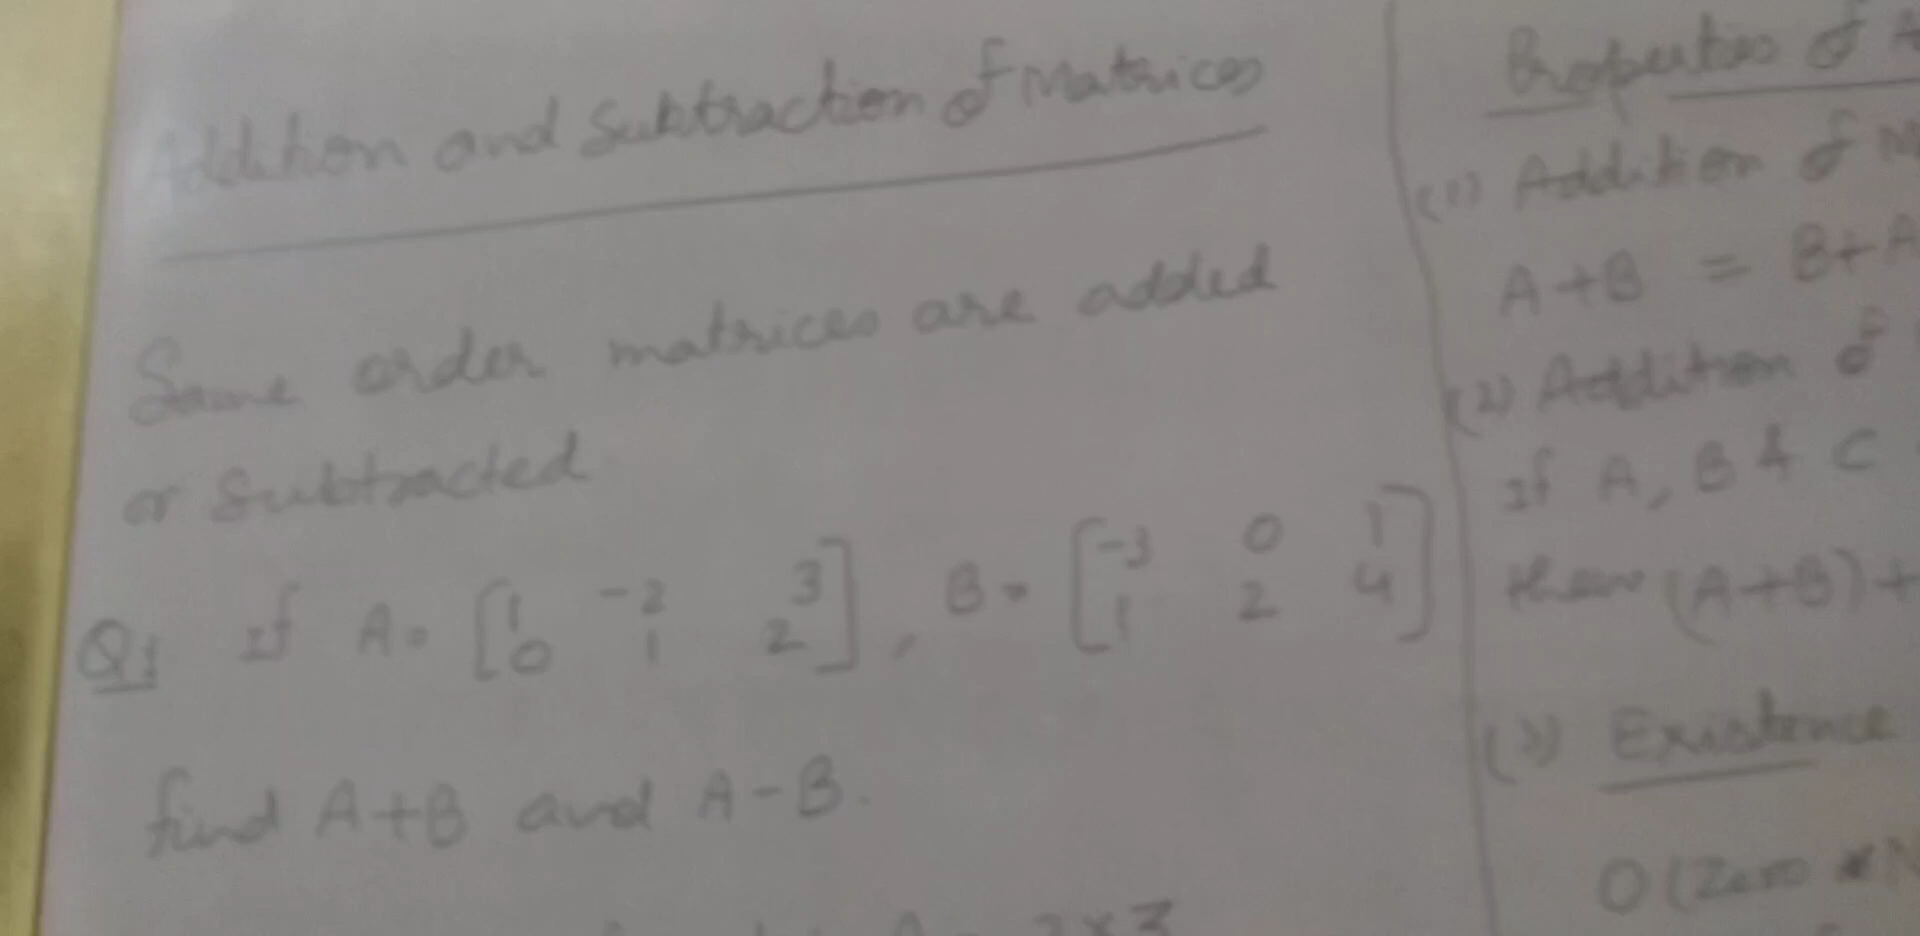 Addition and Subtraction of Matrices
Same order matrices are added
or Subtracted
Q1 If A = [1 -2 3
0 1 2], B = [-3 0 1
1 2 4]
find A+B and A-B.
2x3
Properties of
(1) Addition of
A+B = B+A
(2) Addition of
If A, B & C
then (A+B)+
(3) Existence
O (Zero